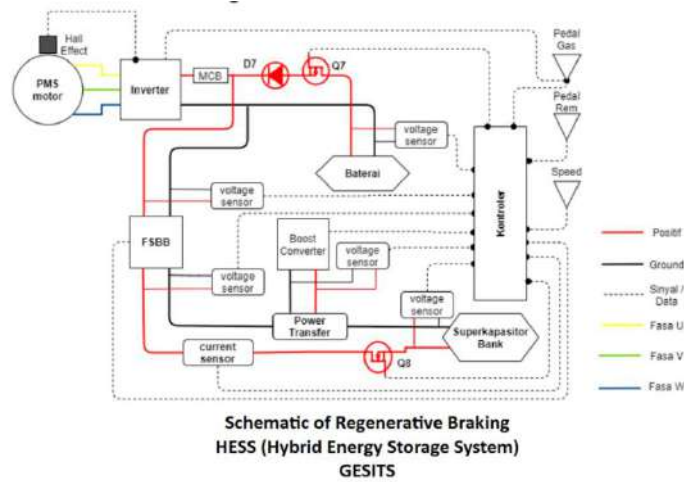 Hall
Effect
PMS
motor
Inverter
MCB
D7
Q7
Pedal
Gas
Pedal
Rem
Speed
voltage
sensor
Baterai
Kontroler
voltage
sensor
FSBB
Boost
Converter
voltage
sensor
voltage
sensor
voltage
sensor
Power
Transfer
Superkapasitor
Bank
current
sensor
Q8
Positif
Ground
Sinyal /
Data
Fasa U
Fasa V
Fasa W
Schematic of Regenerative Braking
HESS (Hybrid Energy Storage System)
GESITS